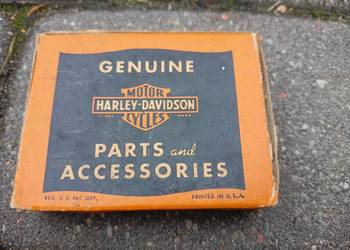 GENUINE
MOTOR
HARLEY-DAVIDSON
CYCLES
PARTS and
ACCESSORIES
REG. U.S. PAT. OFF.
PRINTED IN U.S.A.